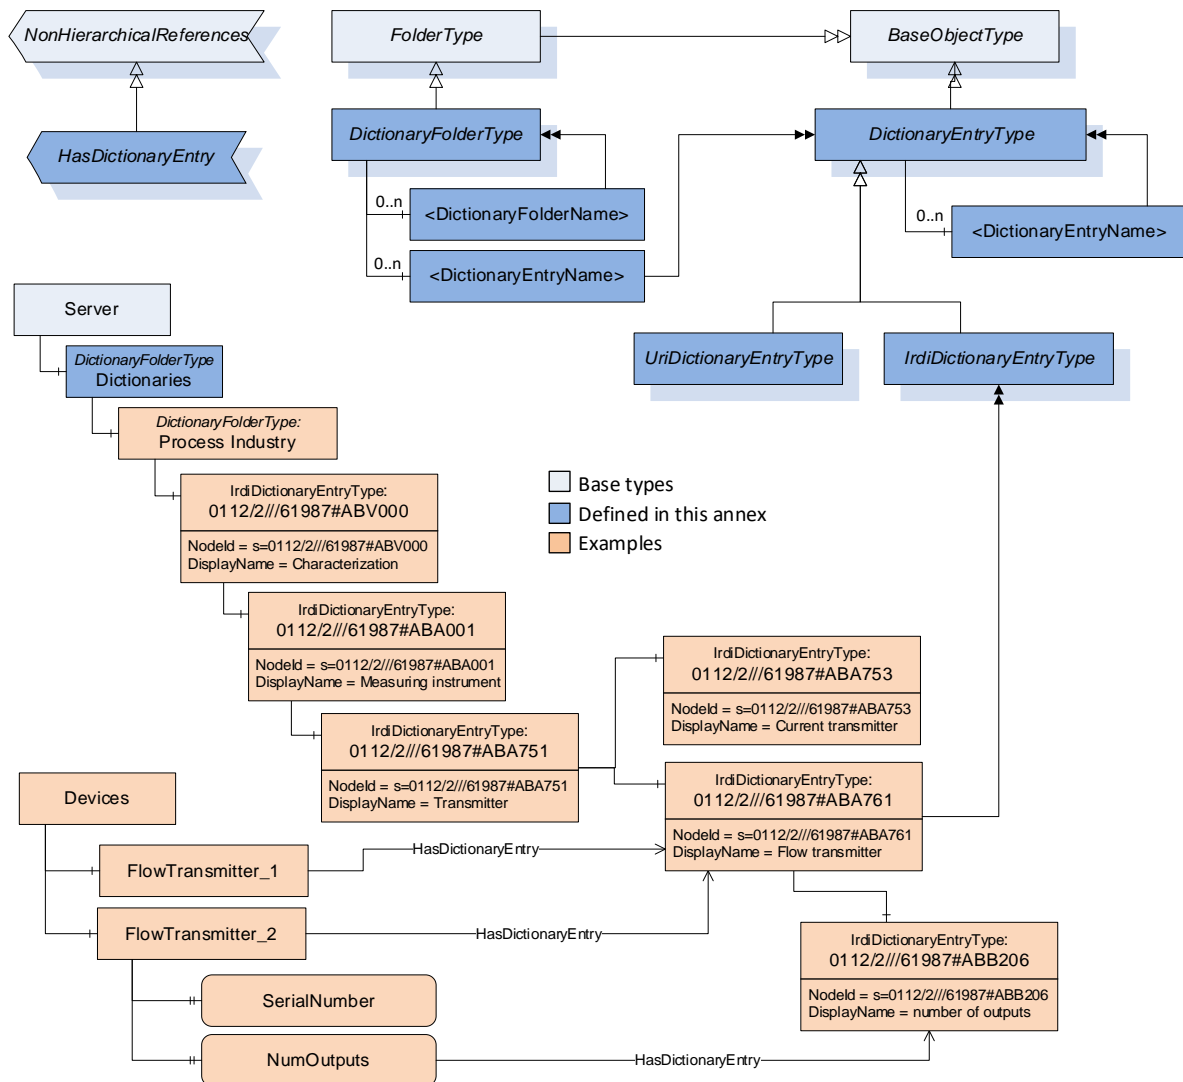 NonHierarchicalReferences
FolderType
BaseObjectType
HasDictionaryEntry
DictionaryFolderType
DictionaryEntryType
0..n
<DictionaryFolderName>
0..n
<DictionaryEntryName>
0..n
<DictionaryEntryName>
UriDictionaryEntryType
IrdiDictionaryEntryType
Server
DictionaryFolderType
Dictionaries
DictionaryFolderType:
Process Industry
Base types
Defined in this annex
Examples
IrdiDictionaryEntryType:
0112/2///61987#ABV000
NodeId = s=0112/2///61987#ABV000
DisplayName = Characterization
IrdiDictionaryEntryType:
0112/2///61987#ABA001
NodeId = s=0112/2///61987#ABA001
DisplayName = Measuring instrument
IrdiDictionaryEntryType:
0112/2///61987#ABA753
NodeId = s=0112/2///61987#ABA753
DisplayName = Current transmitter
IrdiDictionaryEntryType:
0112/2///61987#ABA751
NodeId = s=0112/2///61987#ABA751
DisplayName = Transmitter
IrdiDictionaryEntryType:
0112/2///61987#ABA761
NodeId = s=0112/2///61987#ABA761
DisplayName = Flow transmitter
Devices
FlowTransmitter_1
HasDictionaryEntry
FlowTransmitter_2
HasDictionaryEntry
IrdiDictionaryEntryType:
0112/2///61987#ABB206
NodeId = s=0112/2///61987#ABB206
DisplayName = number of outputs
SerialNumber
NumOutputs
HasDictionaryEntry